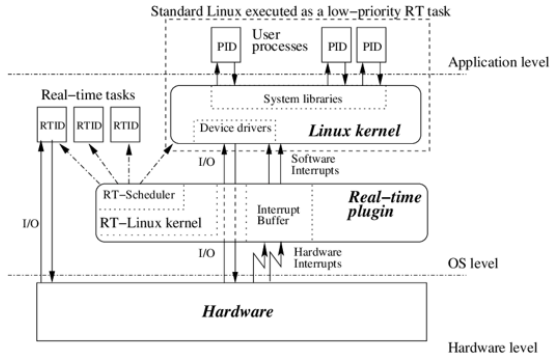 Standard Linux executed as a low-priority RT task
User
processes
PID
PID
PID
Application level
Real-time tasks
System libraries
RTID
RTID
RTID
Device drivers
Linux kernel
I/O
Software
Interrupts
RT-Scheduler
RT-Linux kernel
Interrupt
Buffer
Real-time
plugin
I/O
I/O
Hardware
Interrupts
OS level
Hardware
Hardware level